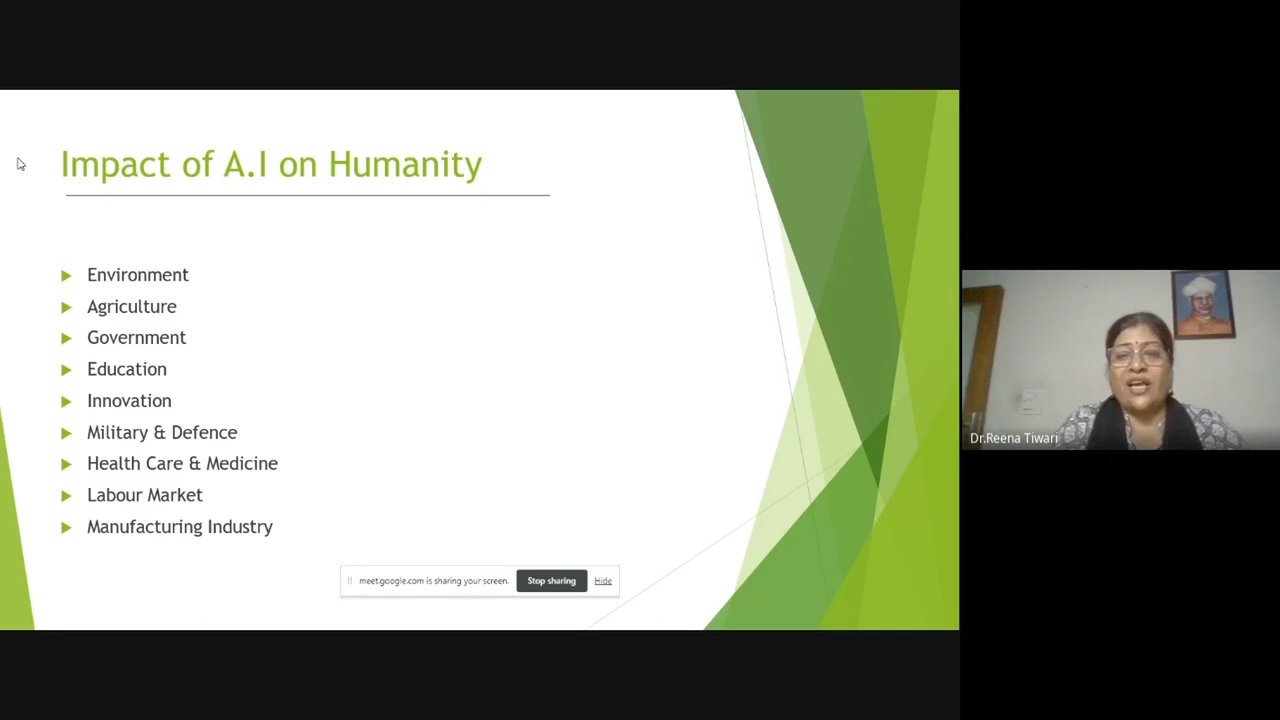 Impact of A.I on Humanity
Environment
Agriculture
Government
Education
Innovation
Military & Defence
Health Care & Medicine
Labour Market
Manufacturing Industry
meet.google.com is sharing your screen. Stop sharing Hide
Dr.Reena Tiwari